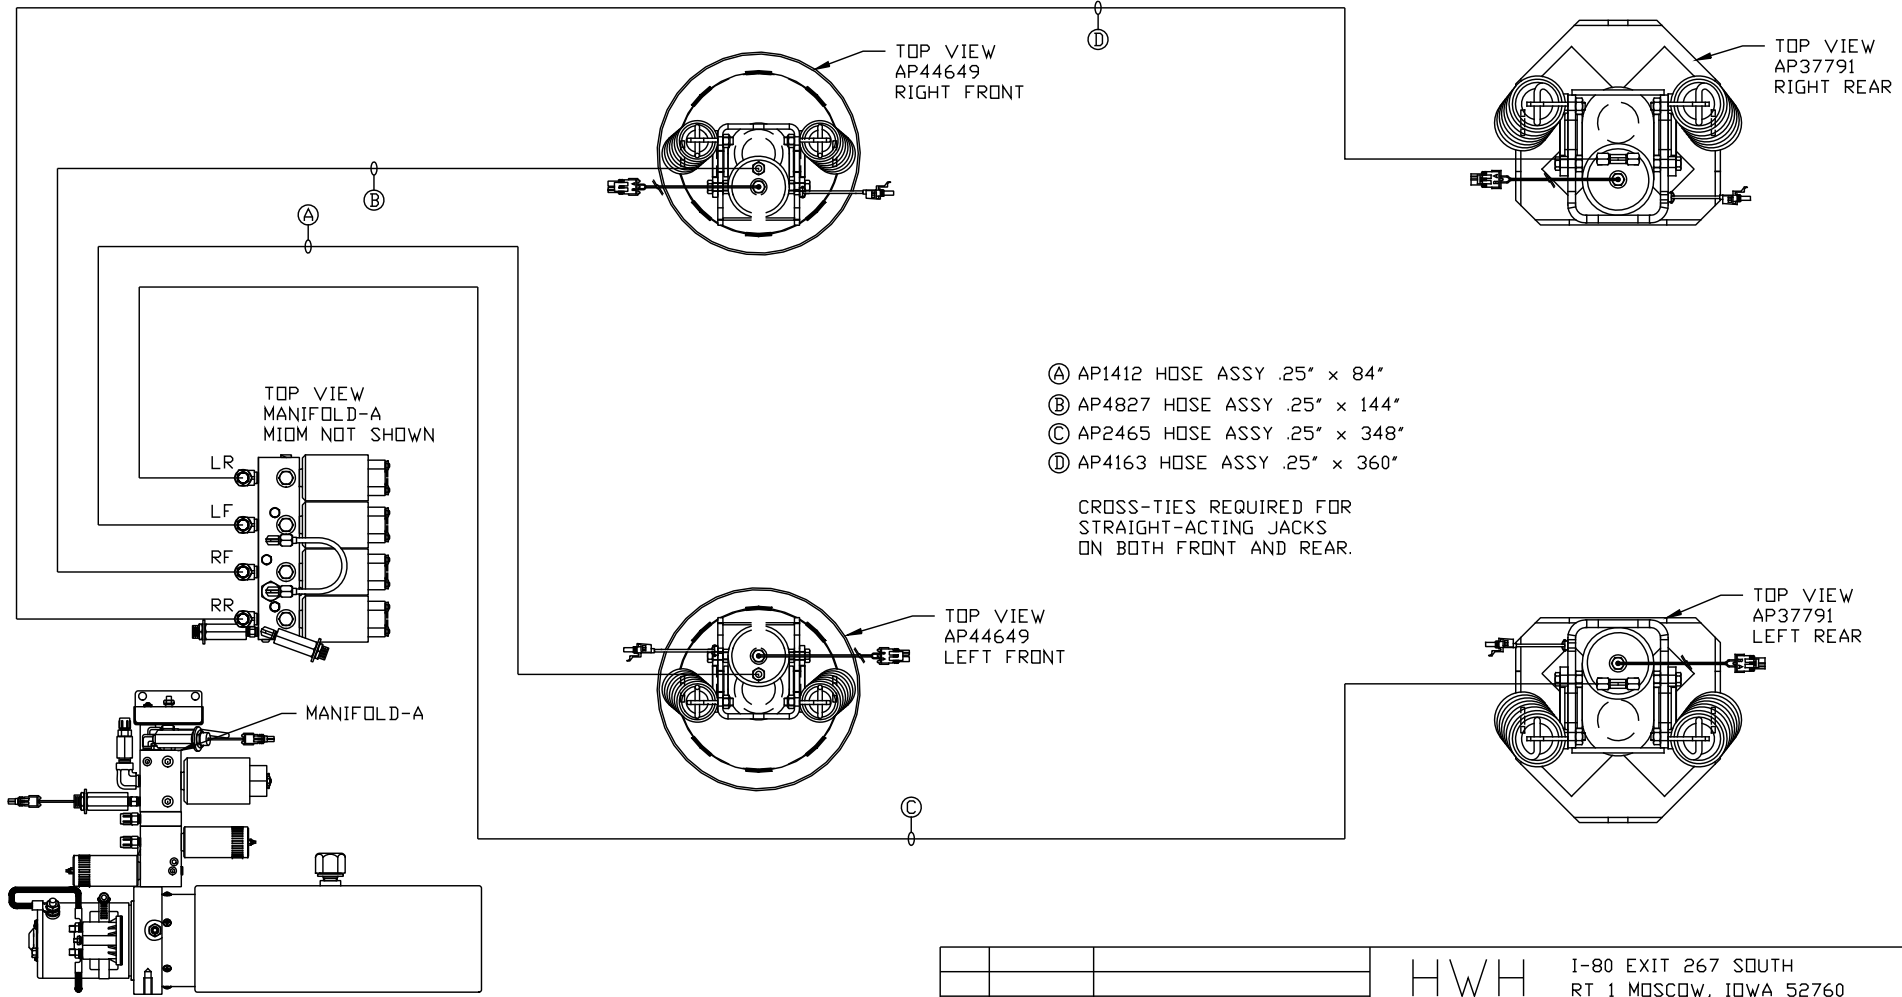 D
TOP VIEW
AP44649
RIGHT FRONT
TOP VIEW
AP37791
RIGHT REAR
B
A
TOP VIEW
MANIFOLD-A
MIOM NOT SHOWN
LR
LF
RF
RR
A AP1412 HOSE ASSY .25" x 84"
B AP4827 HOSE ASSY .25" x 144"
C AP2465 HOSE ASSY .25" x 348"
D AP4163 HOSE ASSY .25" x 360"
CROSS-TIES REQUIRED FOR
STRAIGHT-ACTING JACKS
ON BOTH FRONT AND REAR.
TOP VIEW
AP44649
LEFT FRONT
TOP VIEW
AP37791
LEFT REAR
MANIFOLD-A
C
HWH
I-80 EXIT 267 SOUTH
RT 1 MOSCOW, IOWA 52760